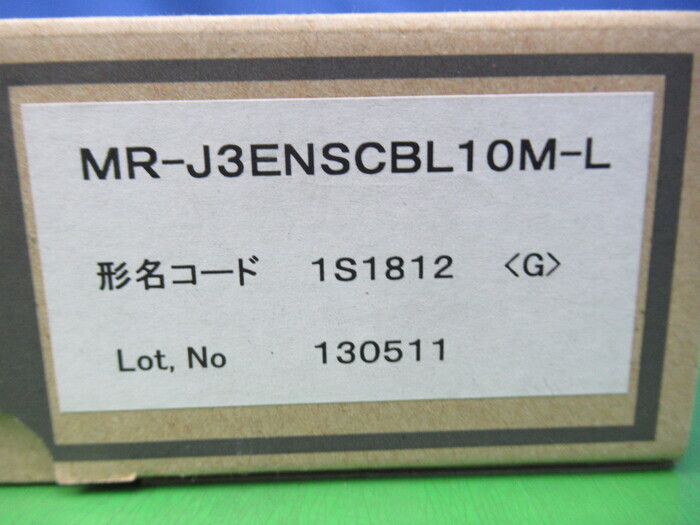 MR-J3ENSCBL10M-L
形名コード 1S1812 <G>
Lot, No 130511